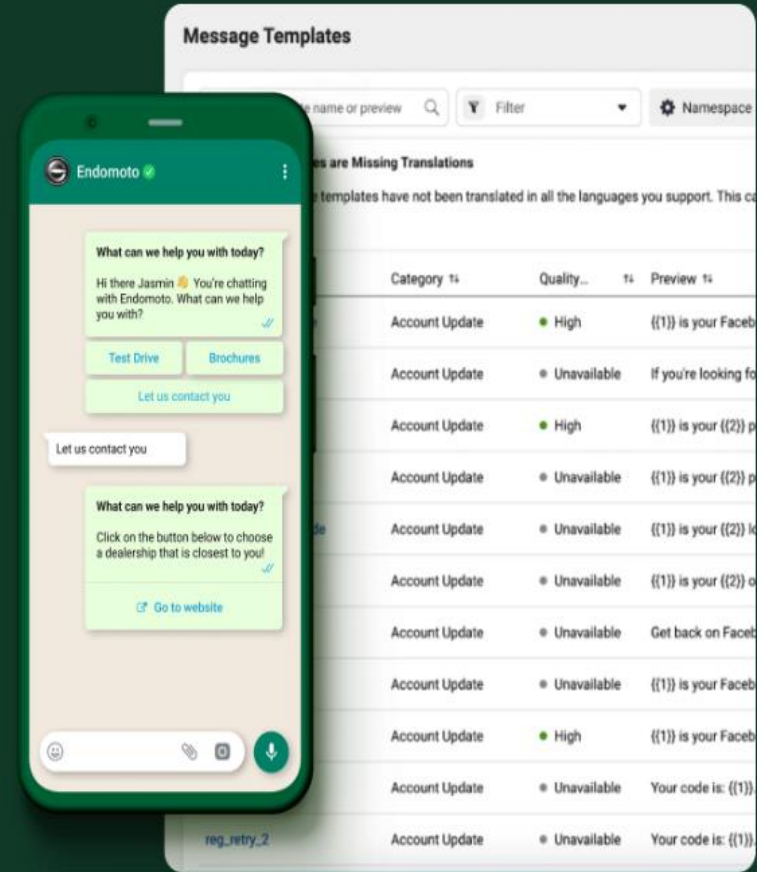 Message Templates
name or preview
Filter
Namespace
are Missing Translations
templates have not been translated in all the languages you support. This
Category
Quality...
Preview
Account Update
High
{{1}} is your Faceb
Account Update
Unavailable
If you're looking fo
Account Update
High
{{1}} is your {{2}} p
Account Update
Unavailable
{{1}} is your {{2}} p
Account Update
Unavailable
{{1}} is your {{2}} lo
Account Update
Unavailable
{{1}} is your {{2}} o
Account Update
Unavailable
Get back on Faceb
Account Update
Unavailable
{{1}} is your Faceb
Account Update
High
{{1}} is your Faceb
Account Update
Unavailable
Your code is: {{1}}.
reg_retry_2
Account Update
Unavailable
Your code is: {{1}}.
Endomoto
What can we help you with today?
Hi there Jasmin 👋 You're chatting
with Endomoto. What can we help
you with?
Test Drive
Brochures
Let us contact you
Let us contact you
What can we help you with today?
Click on the button below to choose
a dealership that is closest to you!
Go to website